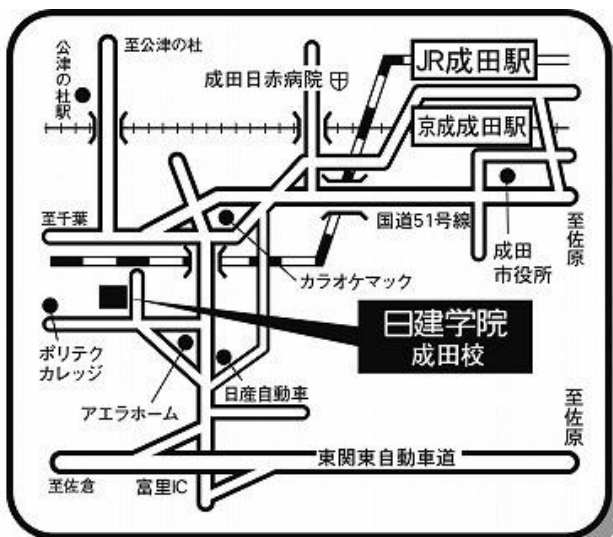 公津の杜駅
至公津の杜
成田日赤病院
JR成田駅
京成成田駅
至千葉
国道51号線
成田
市役所
至佐原
カラオケマック
日建学院
成田校
ポリテク
カレッジ
アエラホーム
日産自動車
至佐原
東関東自動車道
至佐倉
富里IC